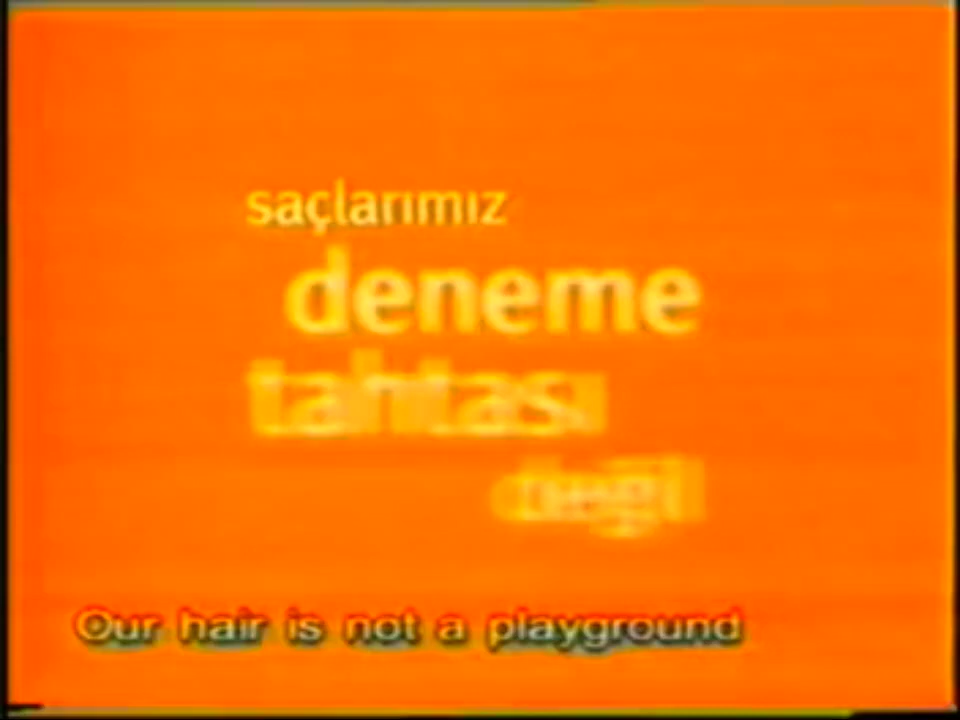 saçlarımız
deneme
tahtası
değil
Our hair is not a playground